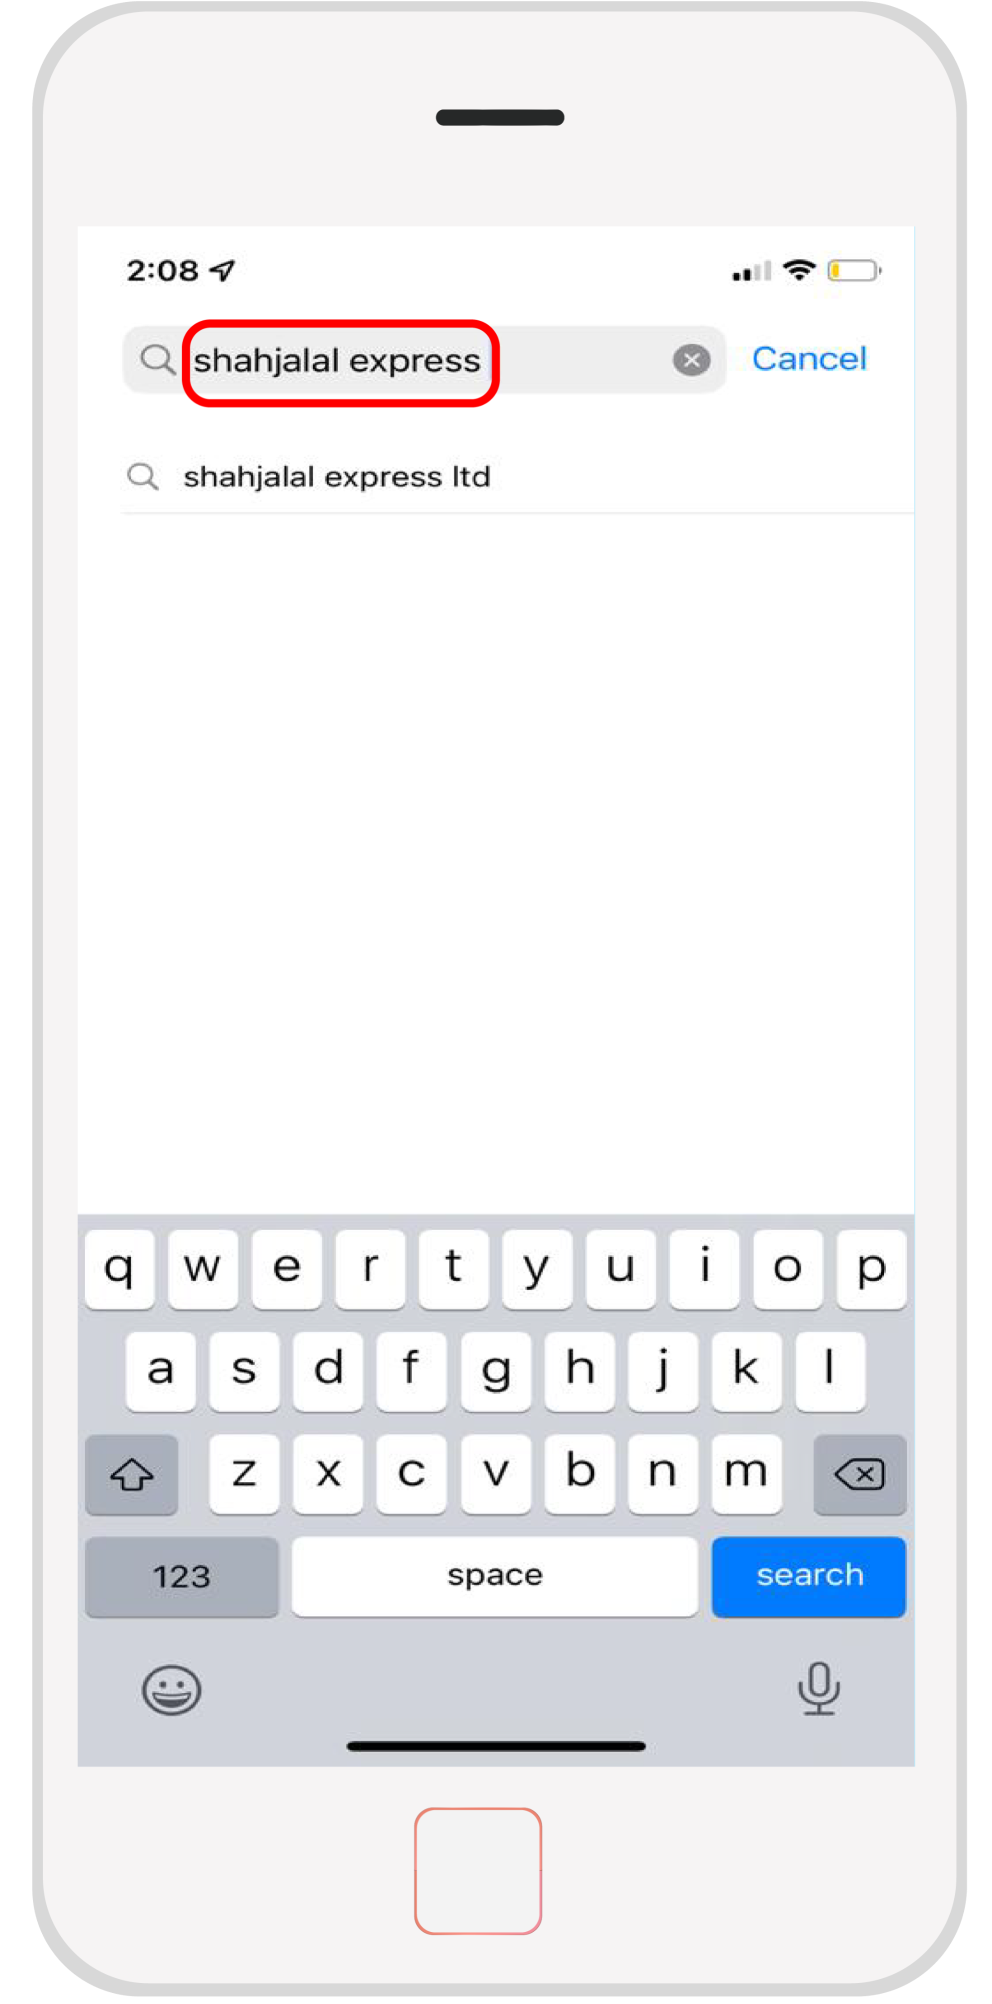 2:08
shahjalal express
Cancel
shahjalal express ltd
q w e r t y u i o p
a s d f g h j k l
z x c v b n m
123 space search